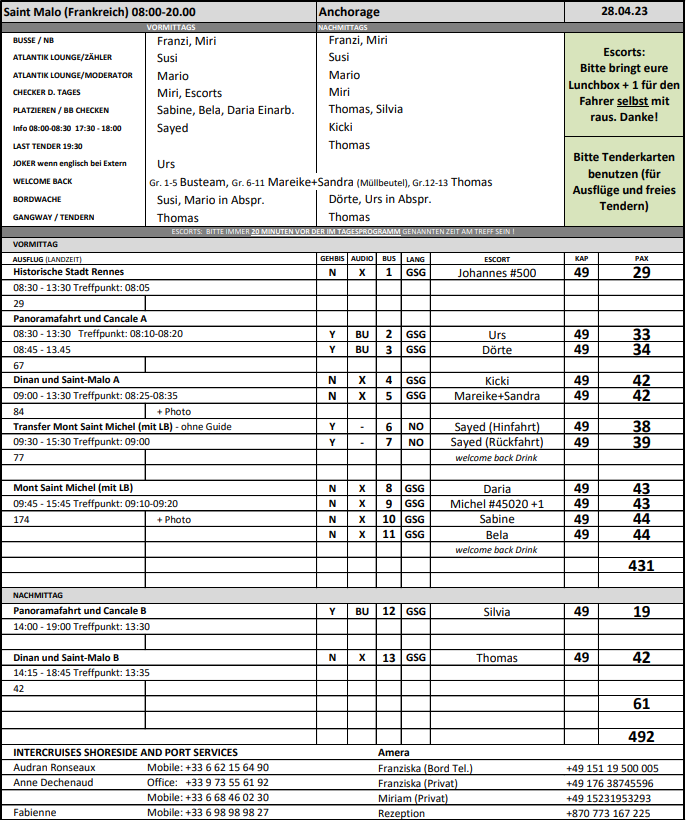 Saint Malo (Frankreich) 08:00-20.00 Anchorage 28.04.23
VORMITTAGS NACHMITTAGS
BUSSE / NB Franzi, Miri Franzi, Miri
ATLANTIK LOUNGE/ZÄHLER Susi Susi
ATLANTIK LOUNGE/MODERATOR Mario Mario
CHECKER D. TAGES Miri, Escorts Miri
PLATZIEREN / BB CHECKEN Sabine, Bela, Daria Einarb. Thomas, Silvia
Info 08:00-08:30 17:30 - 18:00 Sayed Kicki
LAST TENDER 19:30 Thomas
JOKER wenn englisch bei Extern Urs
WELCOME BACK Gr. 1-5 Busteam, Gr. 6-11 Mareike+Sandra (Müllbeutel), Gr.12-13 Thomas
BORDWACHE Susi, Mario in Abspr. Dörte, Urs in Abspr.
GANGWAY / TENDERN Thomas Thomas
Escorts:
Bitte bringt eure
Lunchbox + 1 für den
Fahrer selbst mit
raus. Danke!
Bitte Tenderkarten
benutzen (für
Ausflüge und freies
Tendern)
ESCORTS: BITTE IMMER 20 MINUTEN VOR DER IM TAGESPROGRAMM GENANNTEN ZEIT AM TREFF SEIN !
VORMITTAG
AUSFLUG (LANDZEIT) GEHBIS AUDIO BUS LANG ESCORT KAP PAX
Historische Stadt Rennes N X 1 GSG Johannes #500 49 29
08:30 - 13:30 Treffpunkt: 08:05
29
Panoramafahrt und Cancale A
08:30 - 13:30 Treffpunkt: 08:10-08:20 Y BU 2 GSG Urs 49 33
08:45 - 13.45 Y BU 3 GSG Dörte 49 34
67
Dinan und Saint-Malo A N X 4 GSG Kicki 49 42
09:00 - 13:30 Treffpunkt: 08:25-08:35 N X 5 GSG Mareike+Sandra 49 42
84 + Photo
Transfer Mont Saint Michel (mit LB) - ohne Guide Y - 6 NO Sayed (Hinfahrt) 49 38
09:30 - 15:30 Treffpunkt: 09:00 Y - 7 NO Sayed (Rückfahrt) 49 39
77 welcome back Drink
Mont Saint Michel (mit LB) N X 8 GSG Daria 49 43
09:45 - 15:45 Treffpunkt: 09:10-09:20 N X 9 GSG Michel #45020 +1 49 43
174 + Photo N X 10 GSG Sabine 49 44
N X 11 GSG Bela 49 44
welcome back Drink
431
NACHMITTAG
Panoramafahrt und Cancale B Y BU 12 GSG Silvia 49 19
14:00 - 19:00 Treffpunkt: 13:30
Dinan und Saint-Malo B N X 13 GSG Thomas 49 42
14:15 - 18:45 Treffpunkt: 13:35
42
61
492
INTERCRUISES SHORESIDE AND PORT SERVICES Amera
Audran Ronseaux Mobile: +33 6 62 15 64 90 Franziska (Bord Tel.) +49 151 19 500 005
Anne Dechenaud Office: +33 9 73 55 61 92 Franziska (Privat) +49 176 38745596
Mobile: +33 6 68 46 02 30 Miriam (Privat) +49 15231953293
Fabienne Mobile: +33 6 98 98 98 27 Rezeption +870 773 167 225